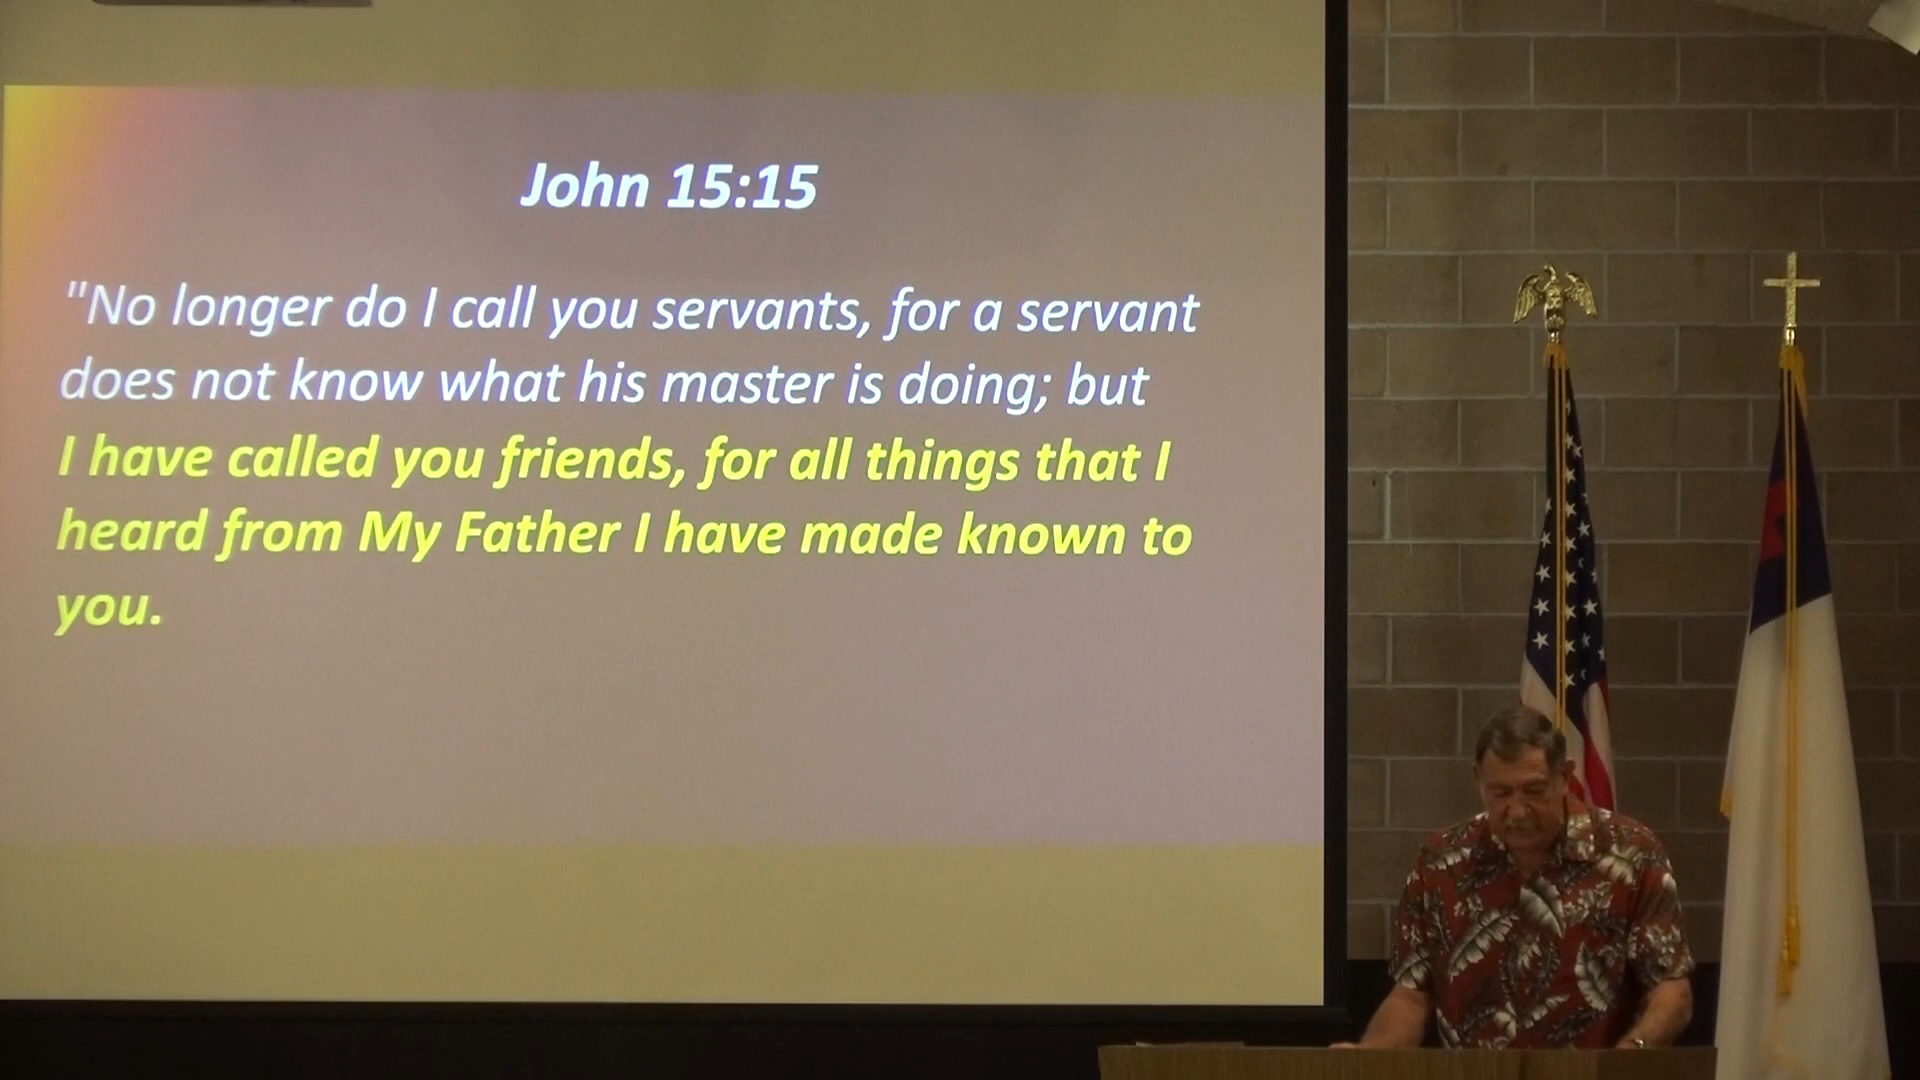 John 15:15
"No longer do I call you servants, for a servant
does not know what his master is doing; but
I have called you friends, for all things that I
heard from My Father I have made known to
you.